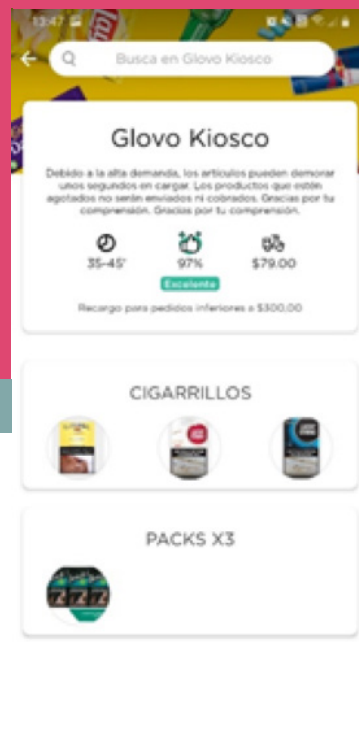 13:47
Busca en Glovo Kiosco
Glovo Kiosco
Debido a la alta demanda, los artículos pueden demorar
unos segundos en cargar. Los productos que estén
agotados no serán enviados ni cobrados. Gracias por tu
comprensión. Gracias por tu comprensión.
35-45'
97%
$79.00
Excelente
Recargo para pedidos inferiores a $300,00
CIGARRILLOS
PACKS X3